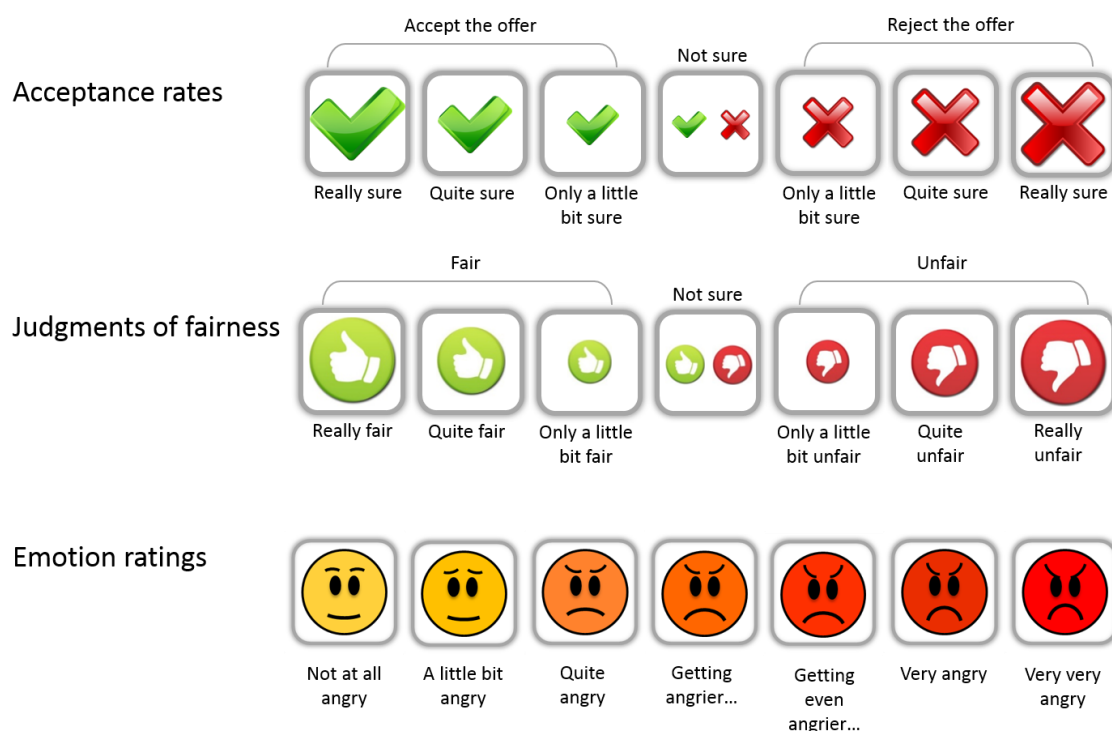 Accept the offer
Reject the offer
Not sure
Acceptance rates
Really sure
Quite sure
Only a little
bit sure
Only a little
bit sure
Quite sure
Really sure
Fair
Unfair
Not sure
Judgments of fairness
Really fair
Quite fair
Only a little
bit fair
Only a little
bit unfair
Quite
unfair
Really
unfair
Emotion ratings
Not at all
angry
A little bit
angry
Quite
angry
Getting
angrier...
Getting
even
angrier...
Very angry
Very very
angry